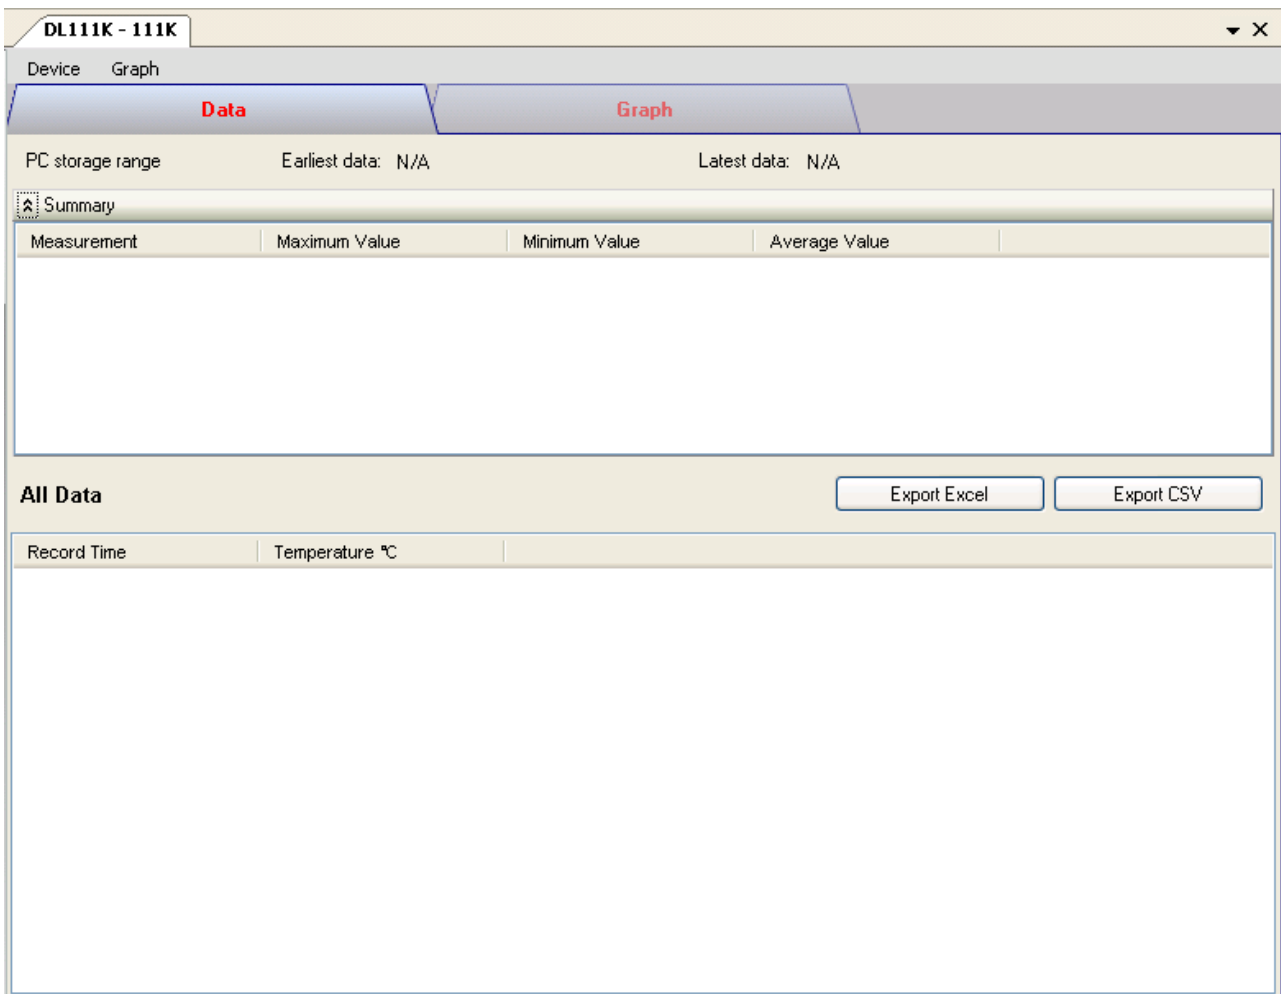 DL111K - 111K
Device Graph
Data Graph
PC storage range Earliest data: N/A Latest data: N/A
Summary
Measurement Maximum Value Minimum Value Average Value
All Data Export Excel Export CSV
Record Time Temperature °C